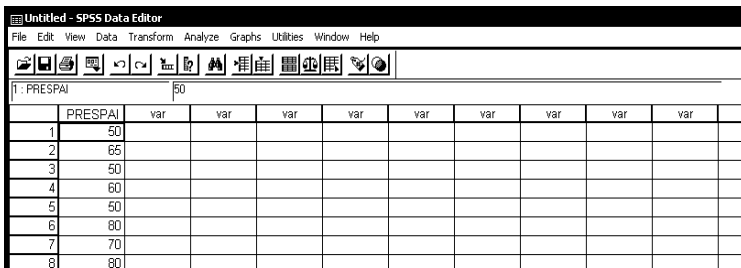 Untitled - SPSS Data Editor
File Edit View Data Transform Analyze Graphs Utilities Window Help
1 : PRESPAI 50
PRESPAI var var var var var var var var
1 50
2 65
3 50
4 60
5 50
6 80
7 70
8 80